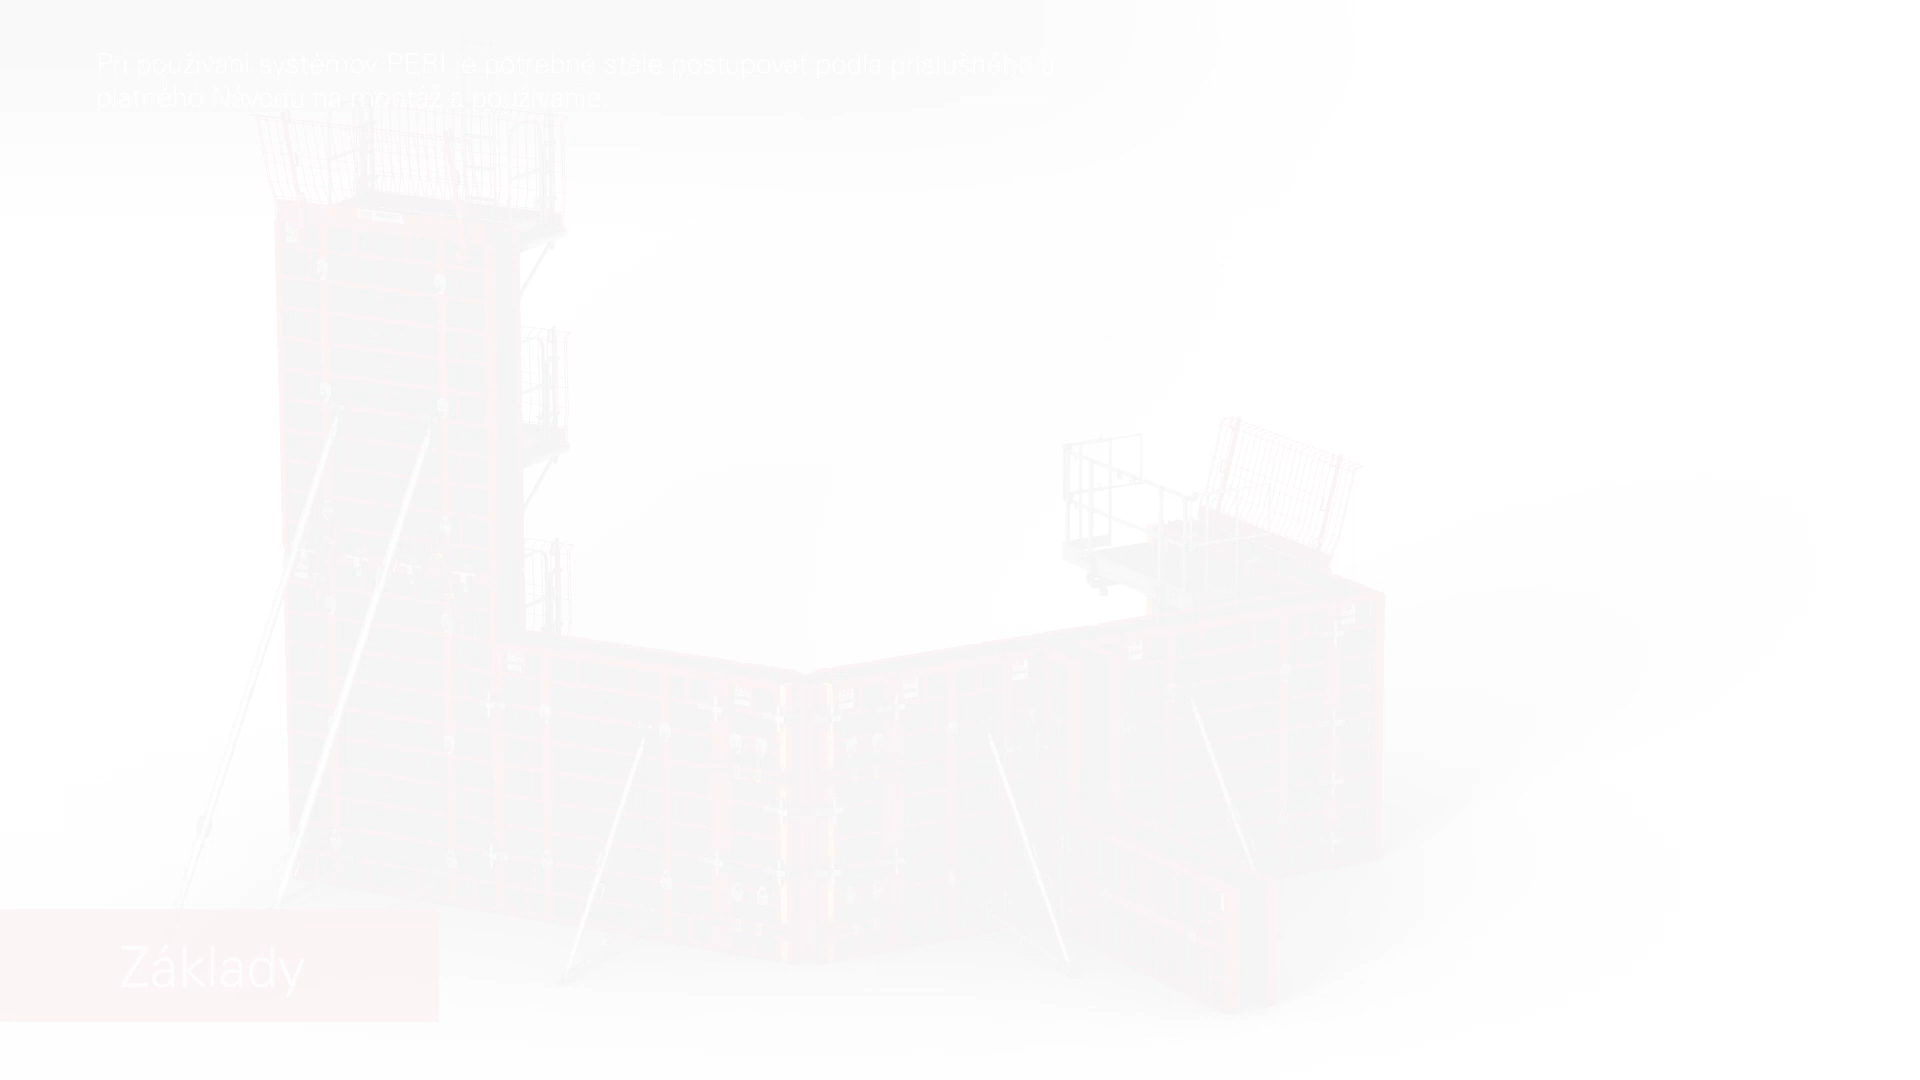 Pri používaní systémov PERI je potrebné stále postupovať podľa príslušného a
platného Návodu na montáž a používanie.
Základy